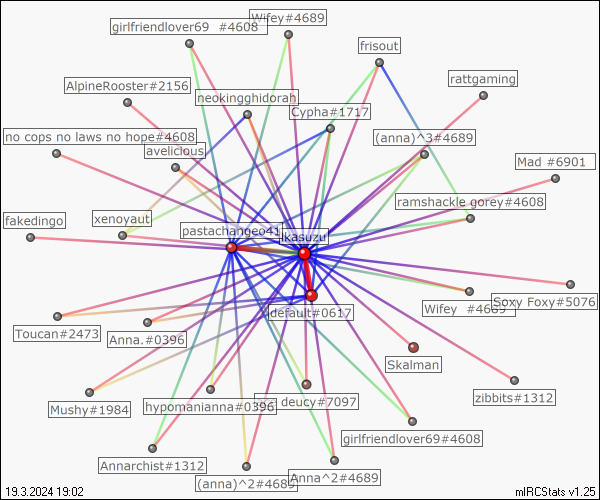 girlfriendlover69 #4608
Wifey#4689
frisout
rattgaming
AlpineRooster#2156
neokingghidorah
Cypha#1717
no cops no laws no hope#4608
avelicious
(anna)^3#4689
Mad #6901
ramshackle gorey#4608
fakedingo
xenoyaut
pastachangeo41
ikasuzu
Wifey #4689
Soxy Foxy#5076
default#0617
Toucan#2473
Anna.#0396
Skalman
Mushy#1984
hypomanianna#0396
deucy#7097
zibbits#1312
girlfriendlover69#4608
Annarchist#1312
(anna)^2#4689
Anna^2#4689
19.3.2024 19:02
mIRCStats v1.25